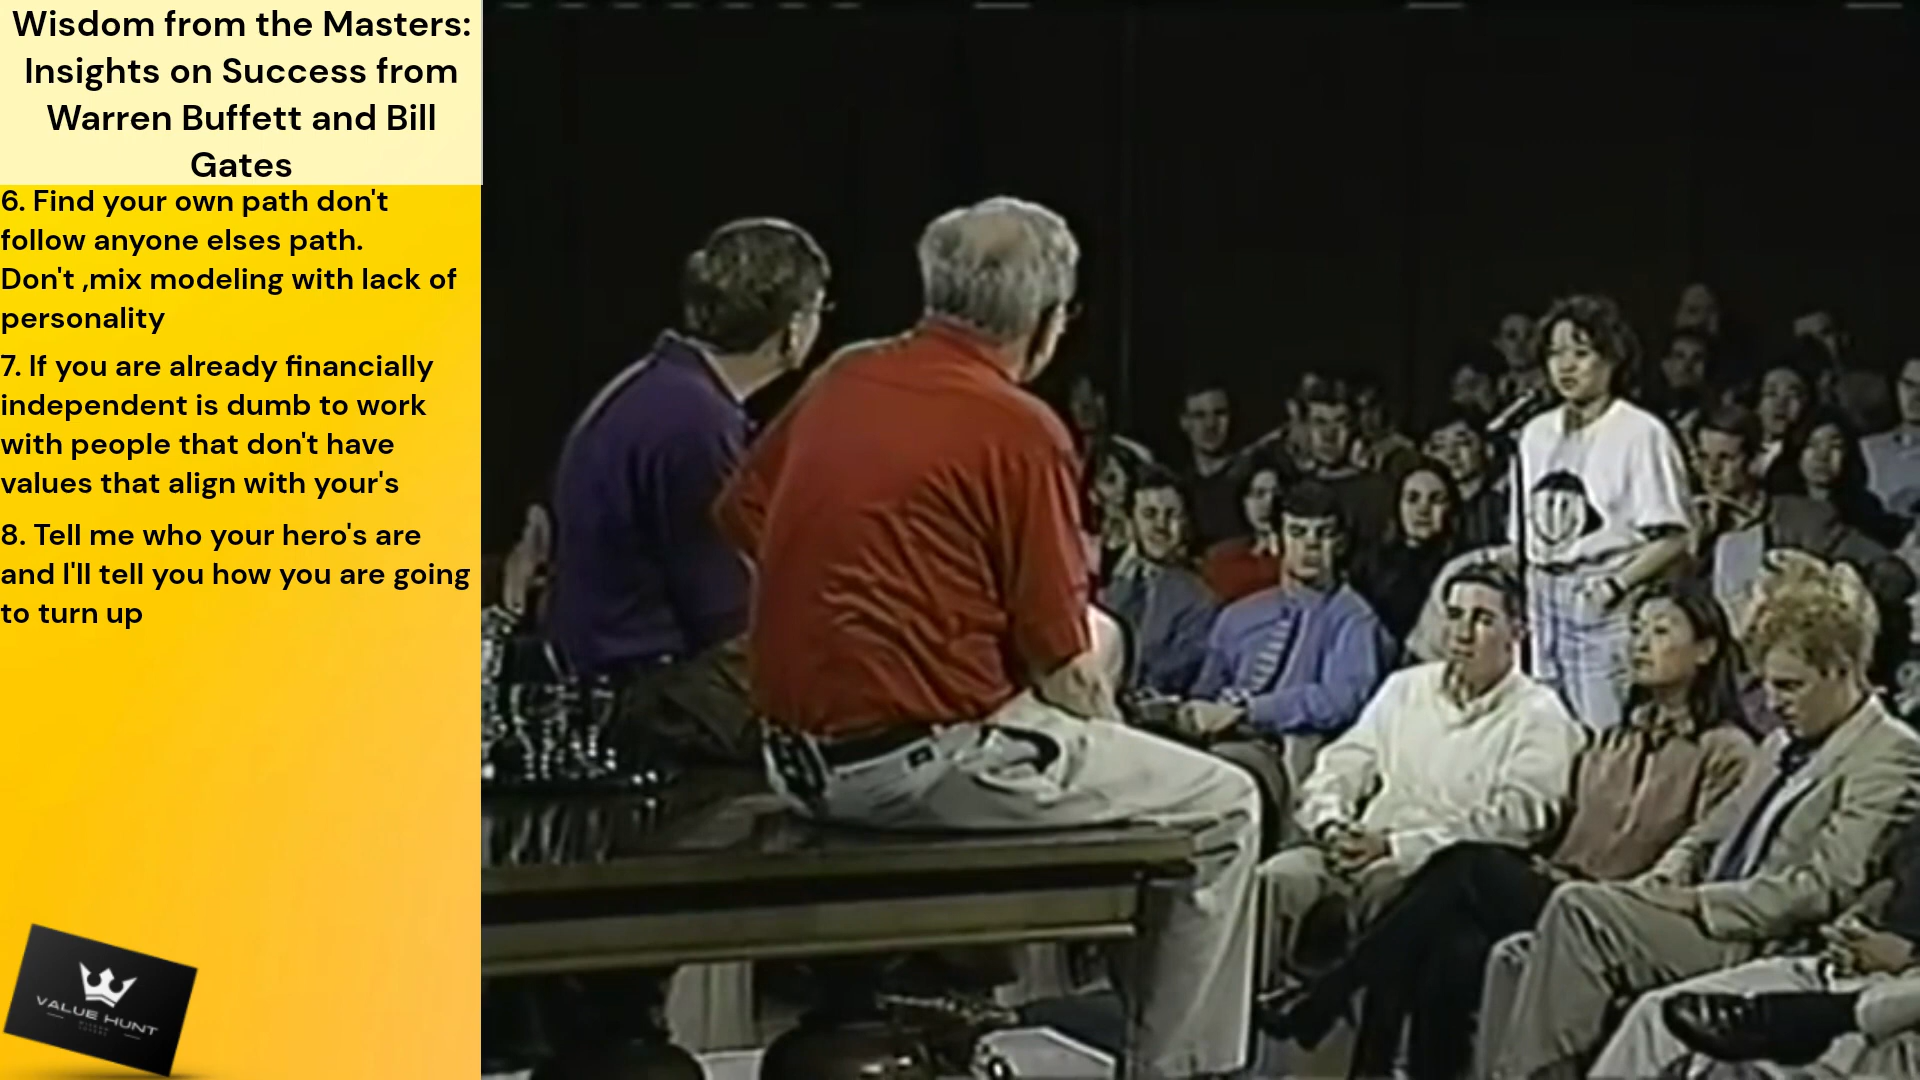 Wisdom from the Masters:
Insights on Success from
Warren Buffett and Bill
Gates
6. Find your own path don't
follow anyone elses path.
Don't ,mix modeling with lack of
personality
7. If you are already financially
independent is dumb to work
with people that don't have
values that align with your's
8. Tell me who your hero's are
and I'll tell you how you are going
to turn up
VALUE HUNT